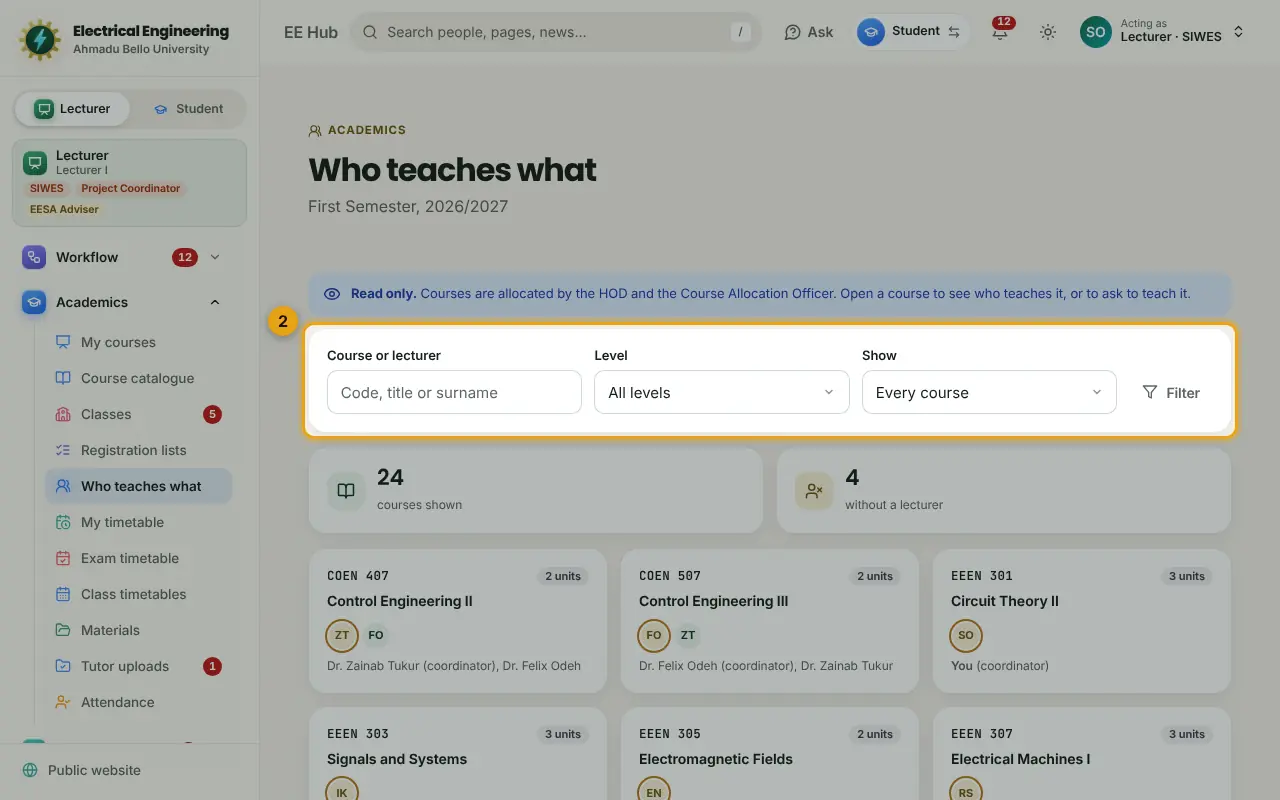 Electrical Engineering
Ahmadu Bello University
EE Hub
Search people, pages, news...
/
Ask
Student
12
SO
Acting as
Lecturer · SIWES
Lecturer
Student
Lecturer
Lecturer I
SIWES
Project Coordinator
EESA Adviser
Workflow
12
Academics
My courses
Course catalogue
Classes
5
Registration lists
Who teaches what
My timetable
Exam timetable
Class timetables
Materials
Tutor uploads
1
Attendance
Public website
ACADEMICS
Who teaches what
First Semester, 2026/2027
Read only. Courses are allocated by the HOD and the Course Allocation Officer. Open a course to see who teaches it, or to ask to teach it.
2
Course or lecturer
Level
Show
Code, title or surname
All levels
Every course
Filter
24
courses shown
4
without a lecturer
COEN 407
2 units
Control Engineering II
ZT
FO
Dr. Zainab Tukur (coordinator), Dr. Felix Odeh
COEN 507
2 units
Control Engineering III
FO
ZT
Dr. Felix Odeh (coordinator), Dr. Zainab Tukur
EEEN 301
3 units
Circuit Theory II
SO
You (coordinator)
EEEN 303
3 units
Signals and Systems
IK
EEEN 305
2 units
Electromagnetic Fields
EN
EEEN 307
3 units
Electrical Machines I
RS